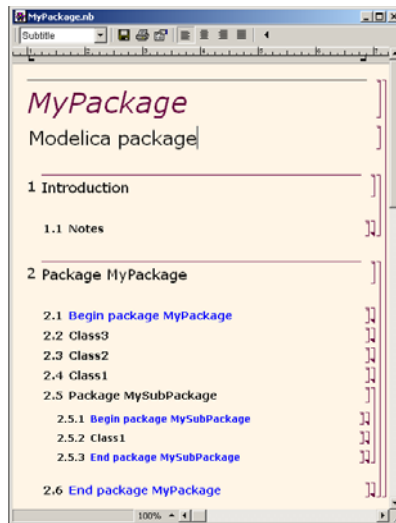 MyPackage.nb
Subtitle
MyPackage
Modelica package
1 Introduction
1.1 Notes
2 Package MyPackage
2.1 Begin package MyPackage
2.2 Class3
2.3 Class2
2.4 Class1
2.5 Package MySubPackage
2.5.1 Begin package MySubPackage
2.5.2 Class1
2.5.3 End package MySubPackage
2.6 End package MyPackage
100%